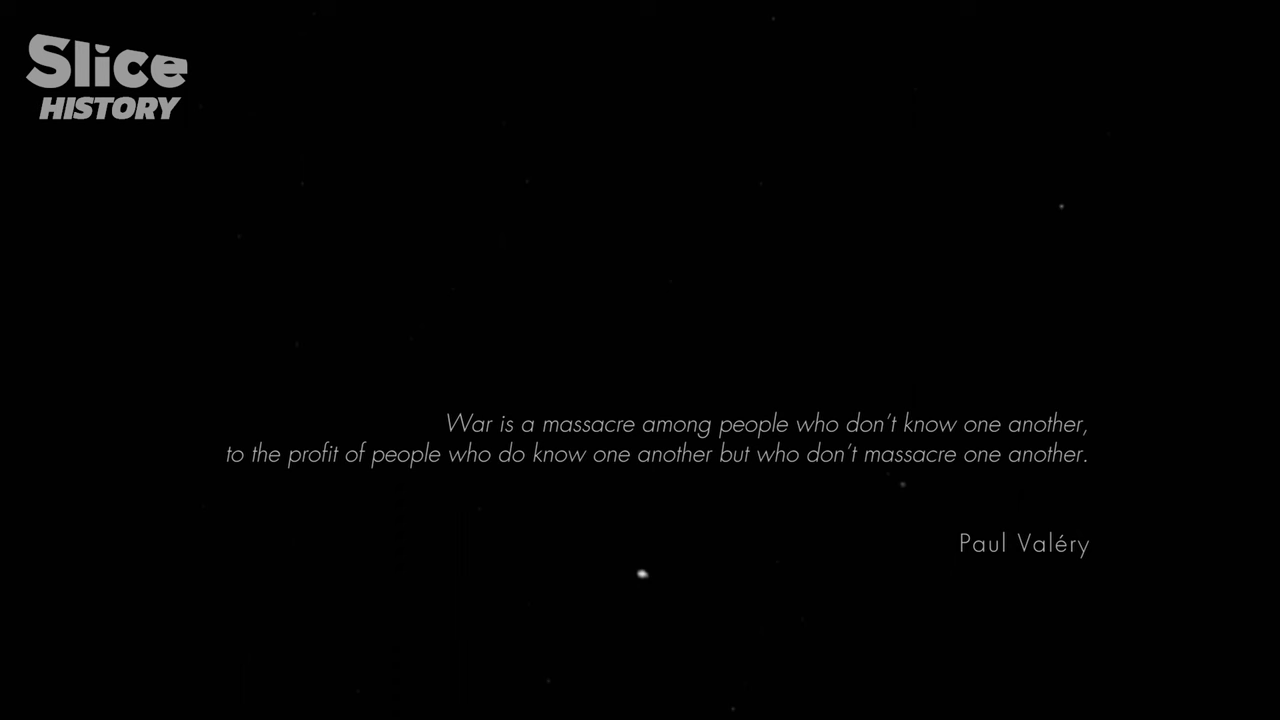 Slice
HISTORY
War is a massacre among people who don't know one another,
to the profit of people who do know one another but who don't massacre one another.
Paul Valéry